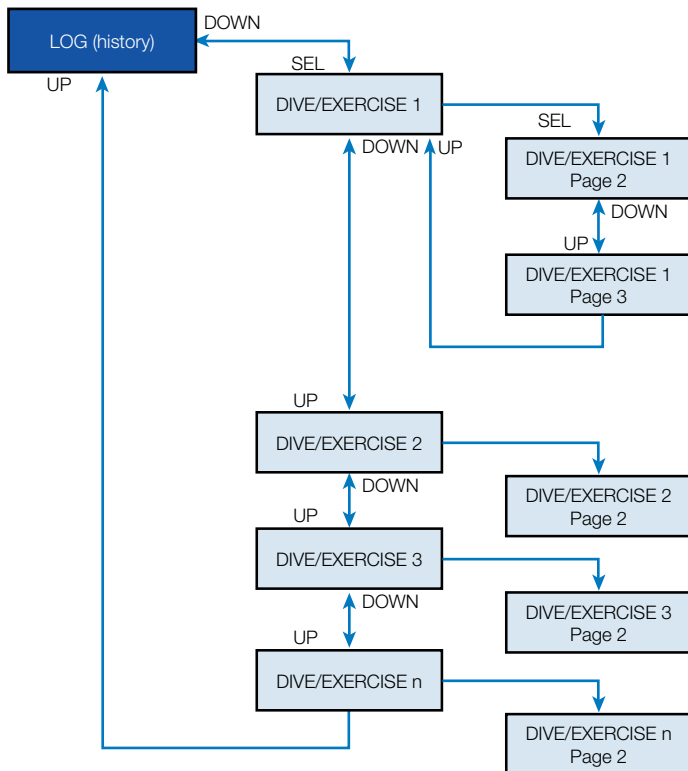 LOG (history)
DOWN
UP
SEL
DIVE/EXERCISE 1
DOWN
UP
SEL
DIVE/EXERCISE 1
Page 2
DOWN
UP
DIVE/EXERCISE 1
Page 3
UP
DIVE/EXERCISE 2
DOWN
DIVE/EXERCISE 2
Page 2
UP
DIVE/EXERCISE 3
DOWN
DIVE/EXERCISE 3
Page 2
UP
DIVE/EXERCISE n
DIVE/EXERCISE n
Page 2